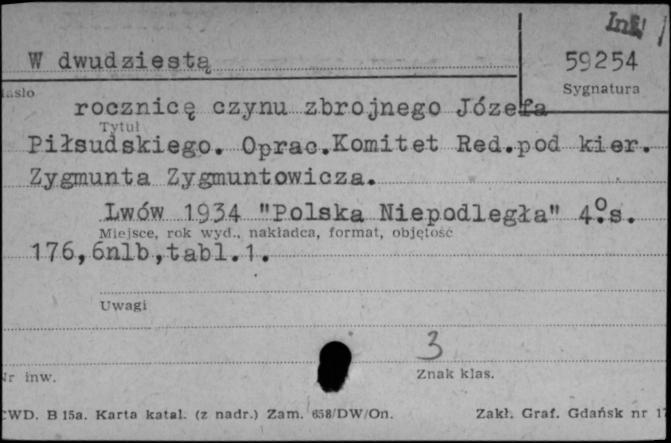 W dwudziestą
59254
asło
Sygnatura
rocznicę czynu zbrojnego Józefa
Tytuł
Piłsudskiego. Oprac.Komitet Red.pod kier.
Zygmunta Zygmuntowicza.
Lwów 1934 "Polska Niepodległa" 4.° s.
Miejsce, rok wyd., nakładca, format, objętość
176,6nlb,tabl.1.
Uwagi
3
r inw.
Znak klas.
WD. B 15a. Karta katal. (z nadr.) Zam. 658/DW/On.
Zakł. Graf. Gdańsk nr 1